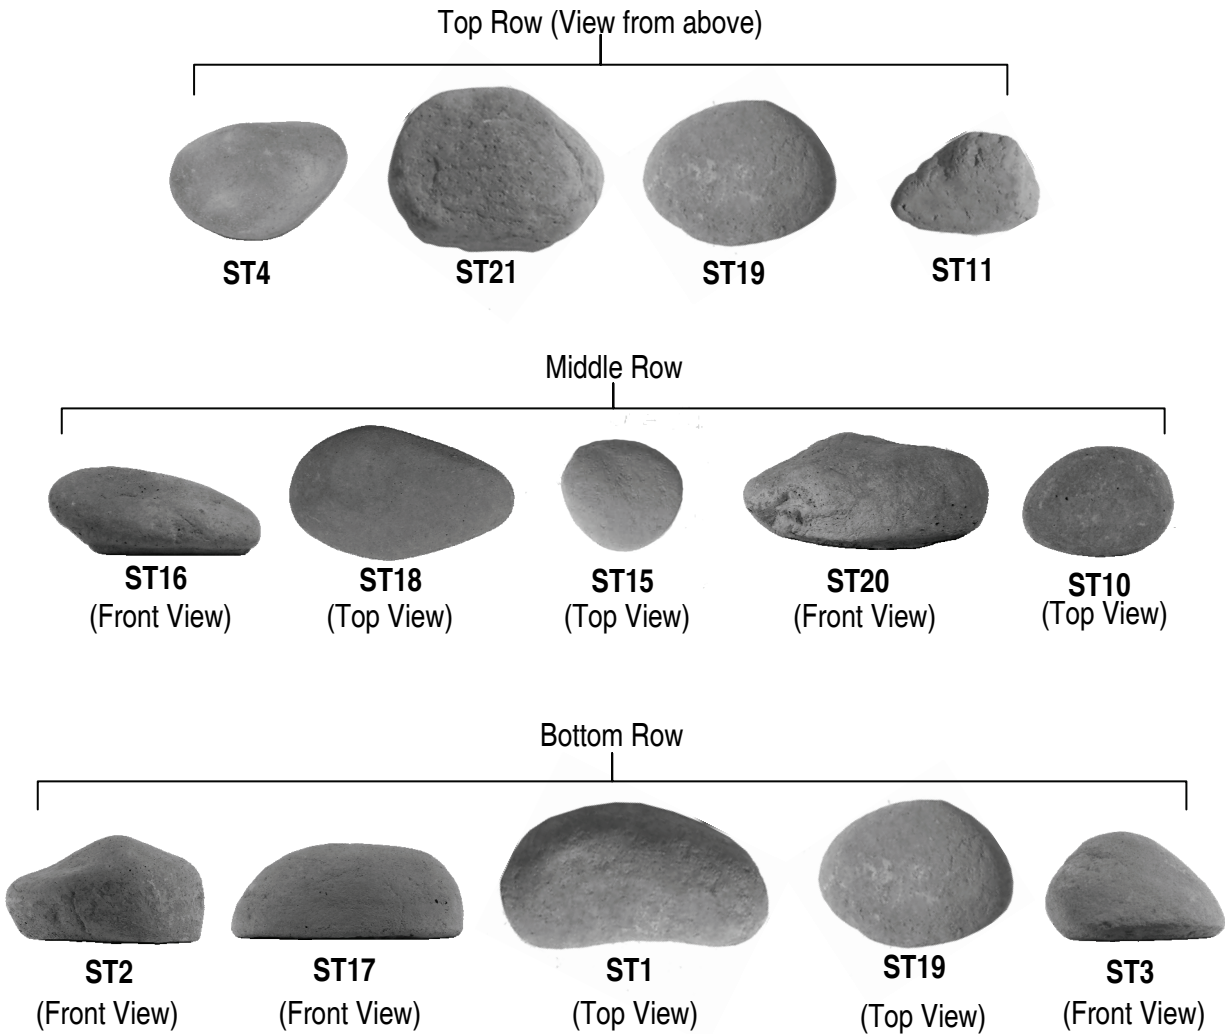 Top Row (View from above)
ST4
ST21
ST19
ST11
Middle Row
ST16
(Front View)
ST18
(Top View)
ST15
(Top View)
ST20
(Front View)
ST10
(Top View)
Bottom Row
ST2
(Front View)
ST17
(Front View)
ST1
(Top View)
ST19
(Top View)
ST3
(Front View)